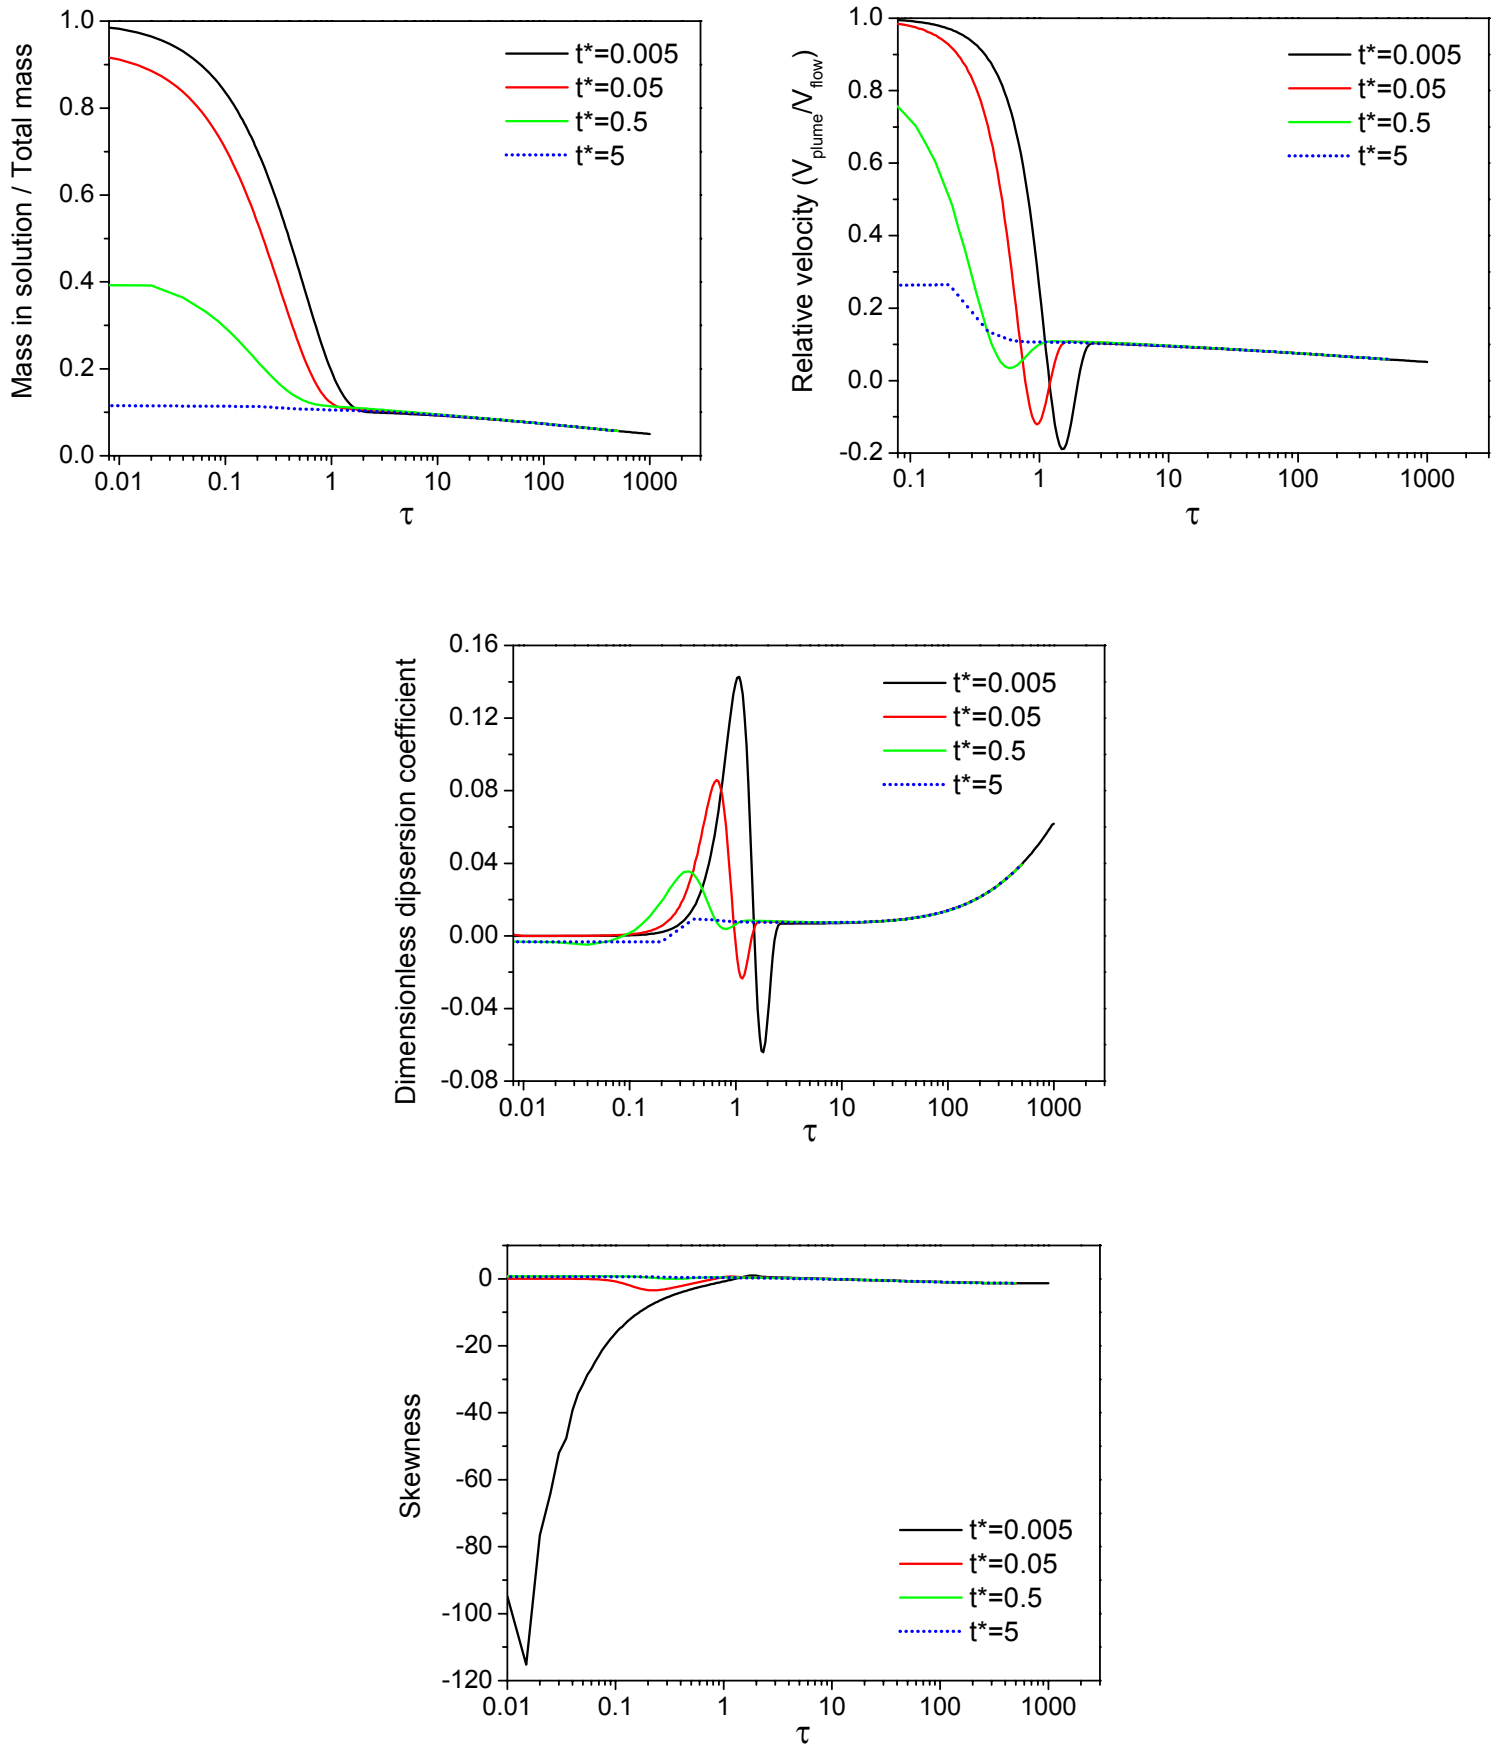 Mass in solution / Total mass
1.0
0.8
0.6
0.4
0.2
0.0
t*=0.005
t*=0.05
t*=0.5
t*=5
0.01 0.1 1 10 100 1000
τ
Relative velocity (Vplume/Vflow)
1.0
0.8
0.6
0.4
0.2
0.0
-0.2
t*=0.005
t*=0.05
t*=0.5
t*=5
0.1 1 10 100 1000
τ
Dimensionless dipsersion coefficient
0.16
0.12
0.08
0.04
0.00
-0.04
-0.08
t*=0.005
t*=0.05
t*=0.5
t*=5
0.01 0.1 1 10 100 1000
τ
Skewness
0
-20
-40
-60
-80
-100
-120
t*=0.005
t*=0.05
t*=0.5
t*=5
0.01 0.1 1 10 100 1000
τ